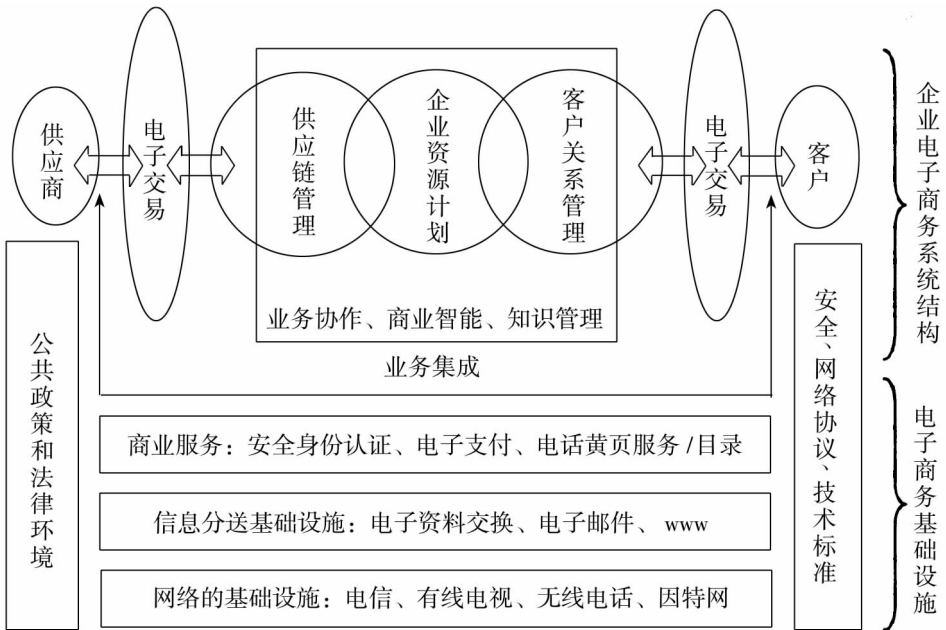 供应商
电子交易
供应链管理
企业资源计划
客户关系管理
电子交易
客户
企业电子商务系统结构
业务协作、商业智能、知识管理
业务集成
公共政策和法律环境
安全、网络协议、技术标准
电子商务基础设施
商业服务：安全身份认证、电子支付、电话黄页服务/目录
信息分送基础设施：电子资料交换、电子邮件、www
网络的基础设施：电信、有线电视、无线电话、因特网